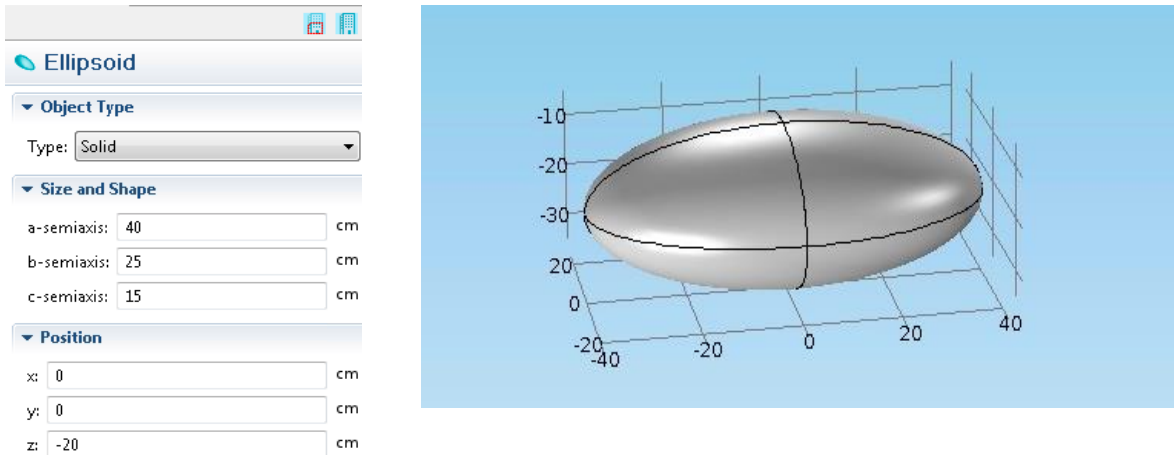 Ellipsoid
Object Type
Type: Solid
Size and Shape
a-semiaxis: 40 cm
b-semiaxis: 25 cm
c-semiaxis: 15 cm
Position
x: 0 cm
y: 0 cm
z: -20 cm
-10
-20
-30
20
0
-20
-40
-20
0
20
40